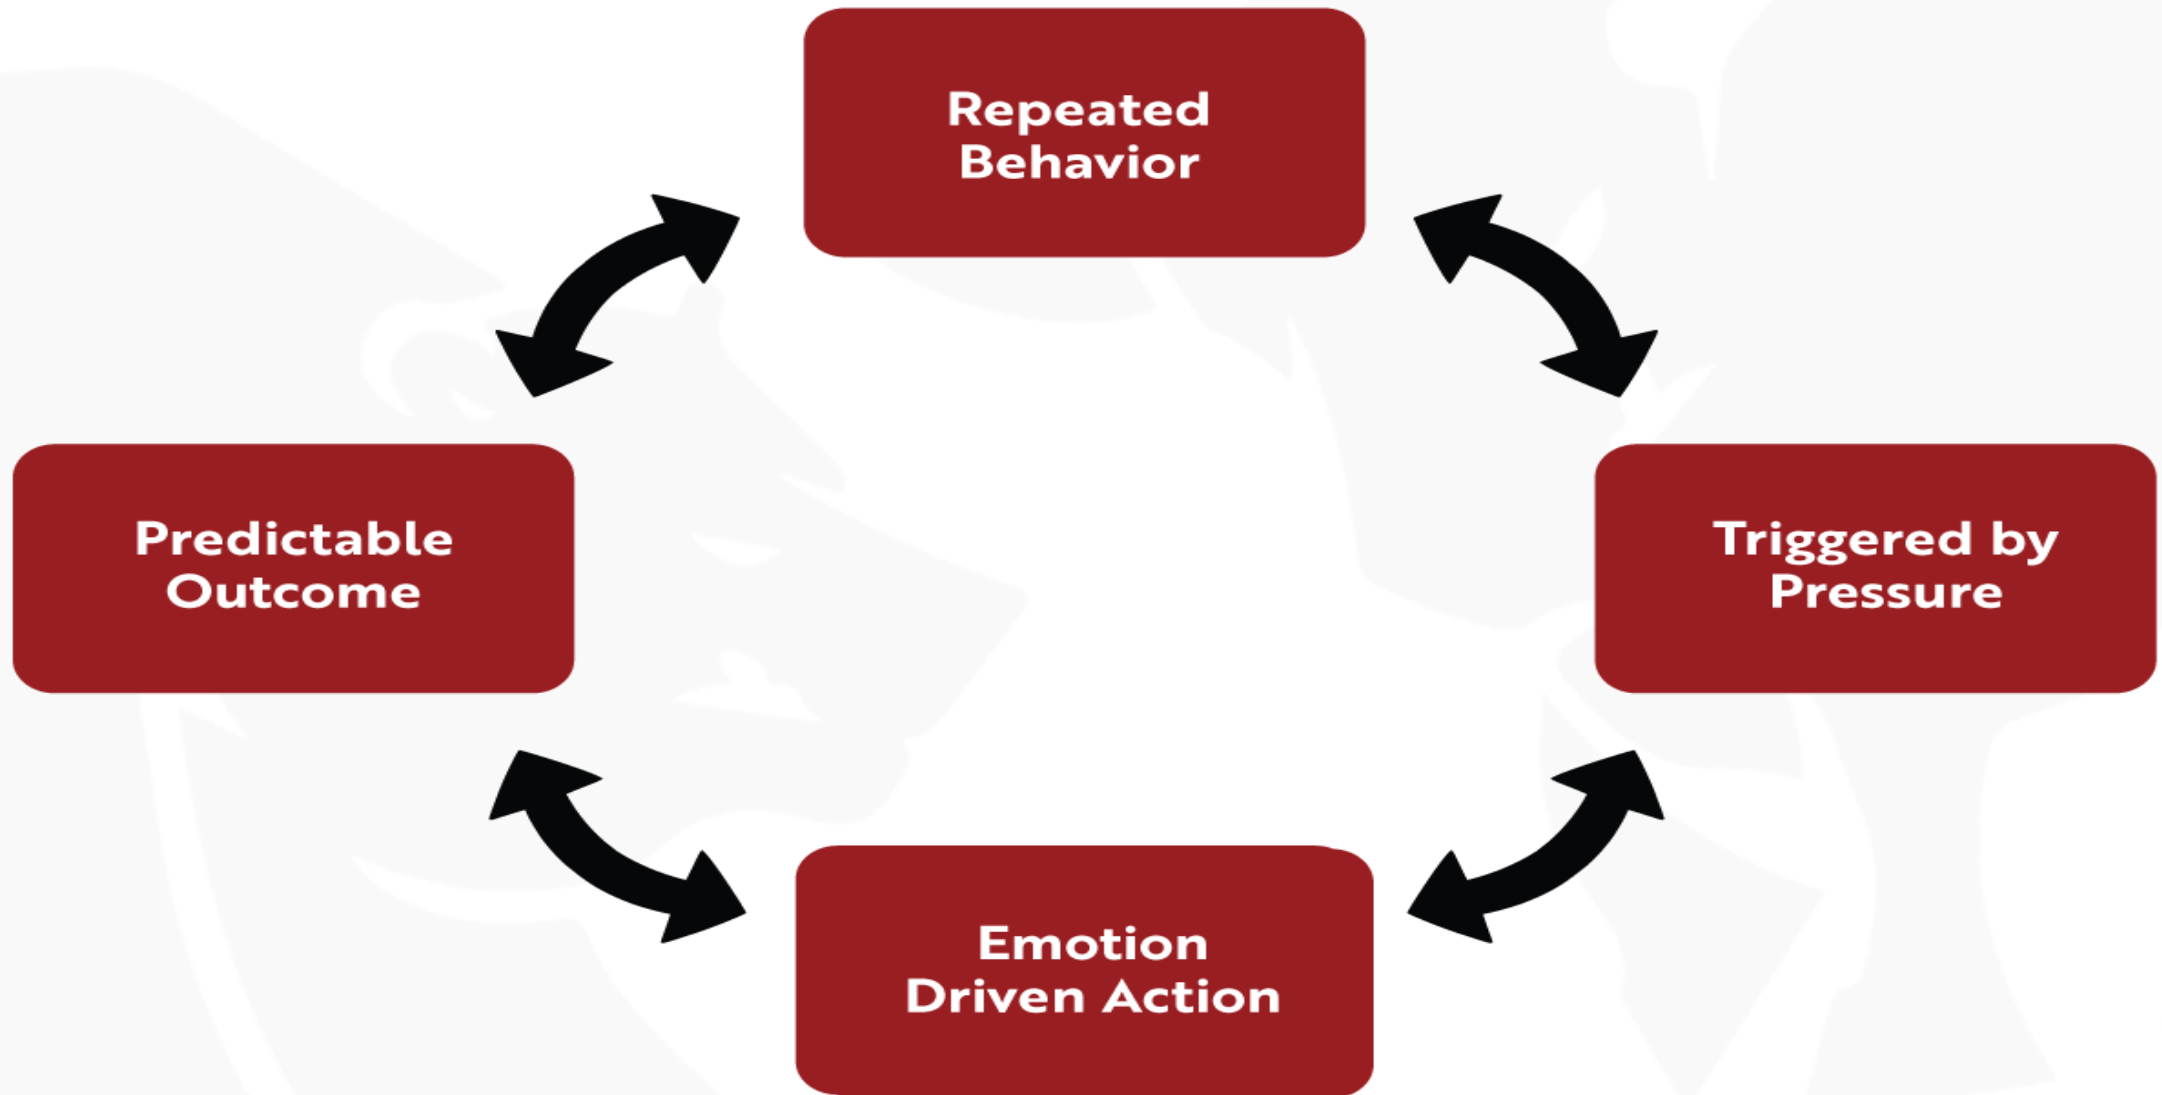 Repeated
Behavior
Predictable
Outcome
Triggered by
Pressure
Emotion
Driven Action